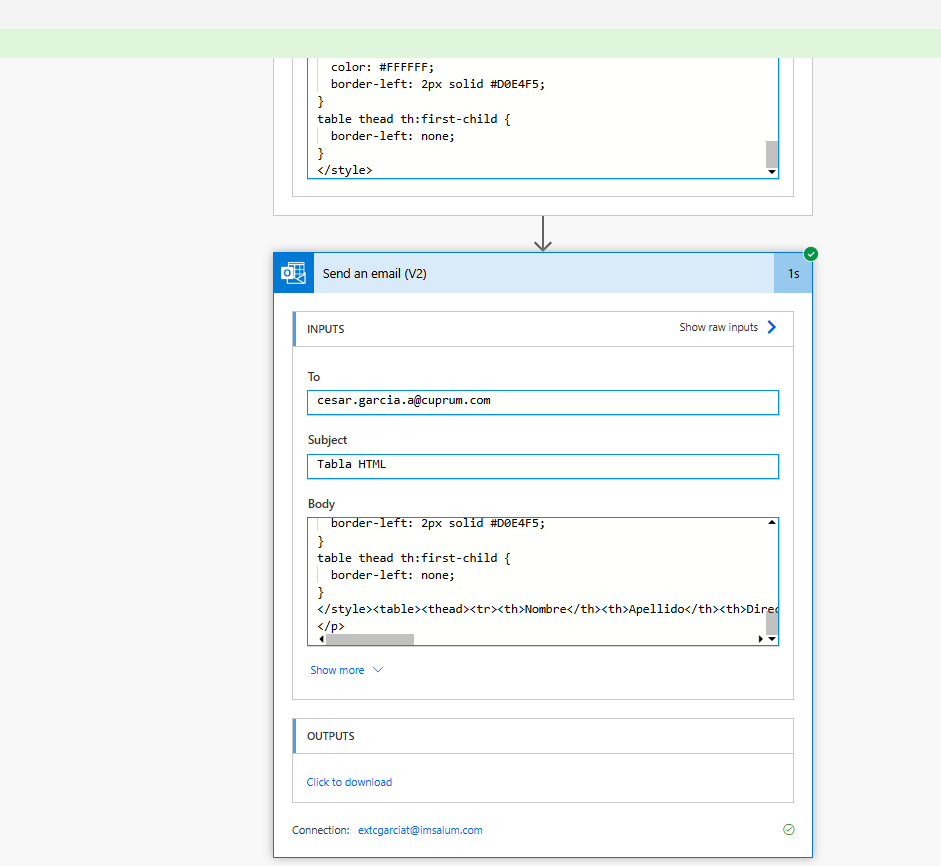 color: #FFFFFF;
border-left: 2px solid #D0E4F5;
}
table thead th:first-child {
border-left: none;
}
</style>
Send an email (V2)
1s
INPUTS
Show raw inputs
To
cesar.garcia.a@cuprum.com
Subject
Tabla HTML
Body
border-left: 2px solid #D0E4F5;
}
table thead th:first-child {
border-left: none;
}
</style><table><thead><tr><th>Nombre</th><th>Apellido</th><th>Direc
</p>
Show more
OUTPUTS
Click to download
Connection: extcgarciat@imsalum.com